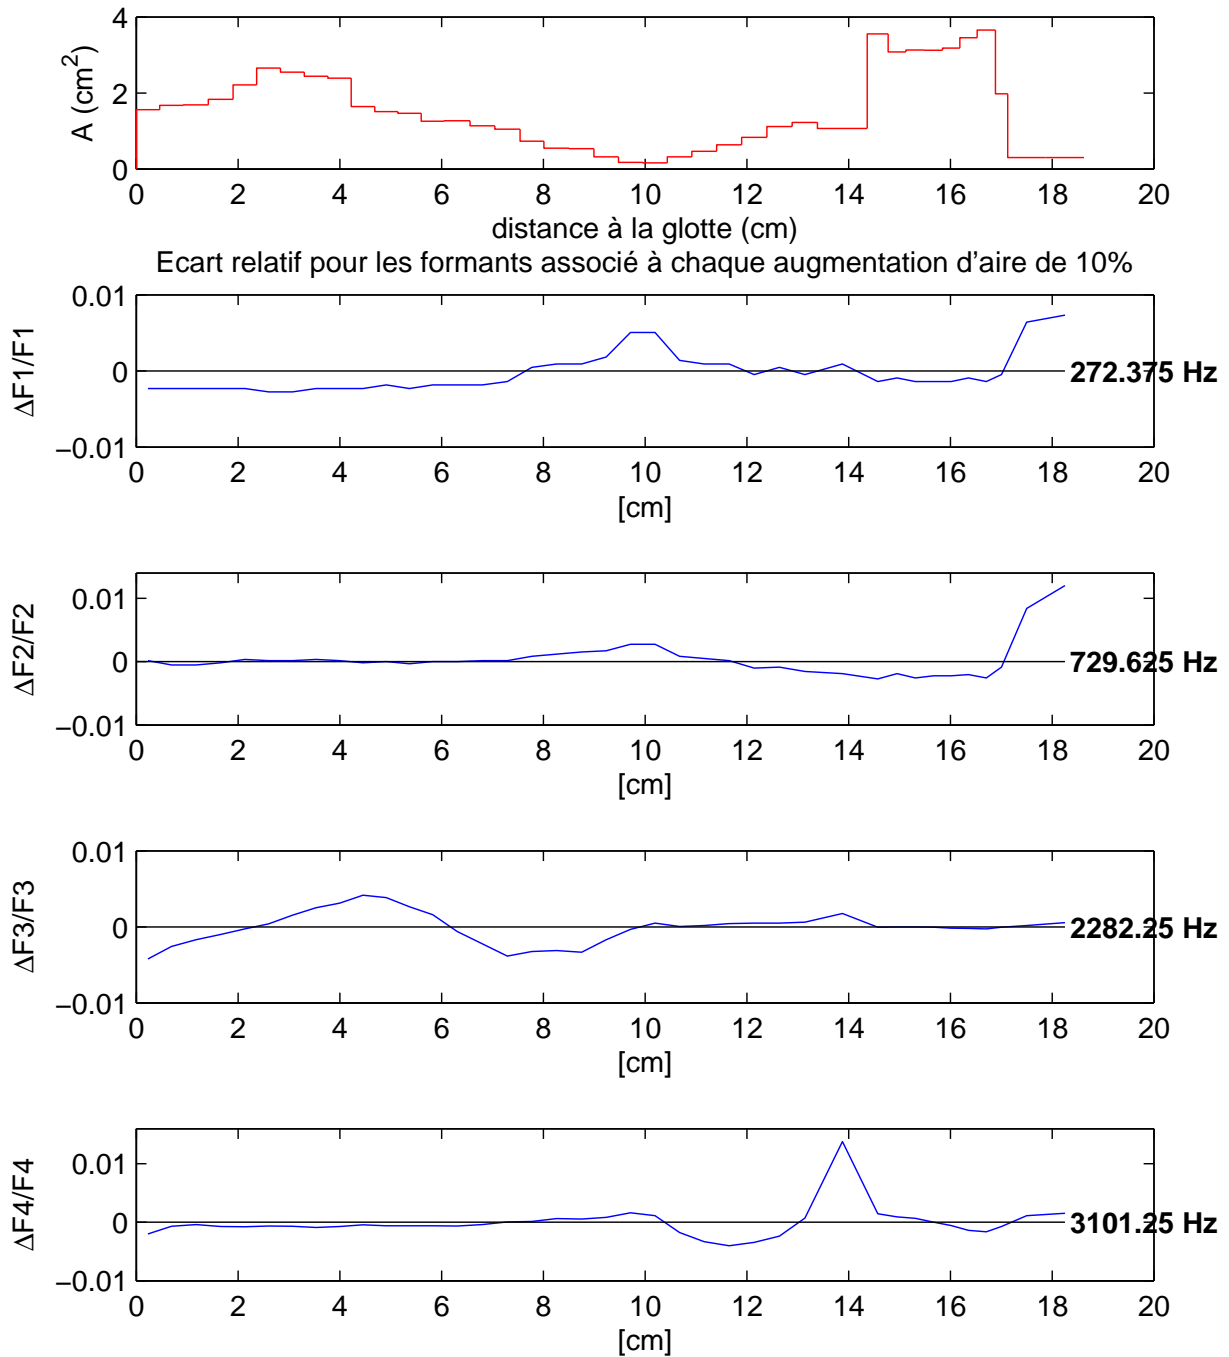 4
2
0
A (cm2)
0 2 4 6 8 10 12 14 16 18 20
distance à la glotte (cm)
Ecart relatif pour les formants associé à chaque augmentation d'aire de 10%
0.01
0
−0.01
ΔF1/F1
272.375 Hz
0 2 4 6 8 10 12 14 16 18 20
[cm]
0.01
0
−0.01
ΔF2/F2
729.625 Hz
0 2 4 6 8 10 12 14 16 18 20
[cm]
0.01
0
−0.01
ΔF3/F3
2282.25 Hz
0 2 4 6 8 10 12 14 16 18 20
[cm]
0.01
0
−0.01
ΔF4/F4
3101.25 Hz
0 2 4 6 8 10 12 14 16 18 20
[cm]